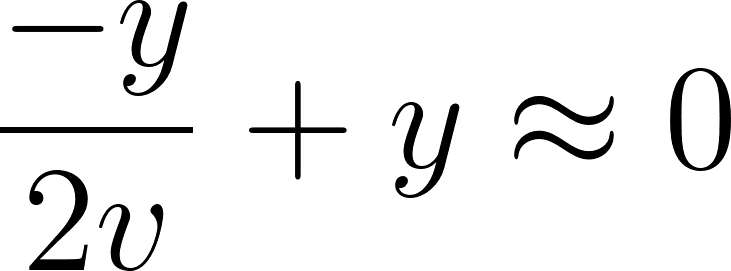 \frac{-y}{2v} + y \approx 0